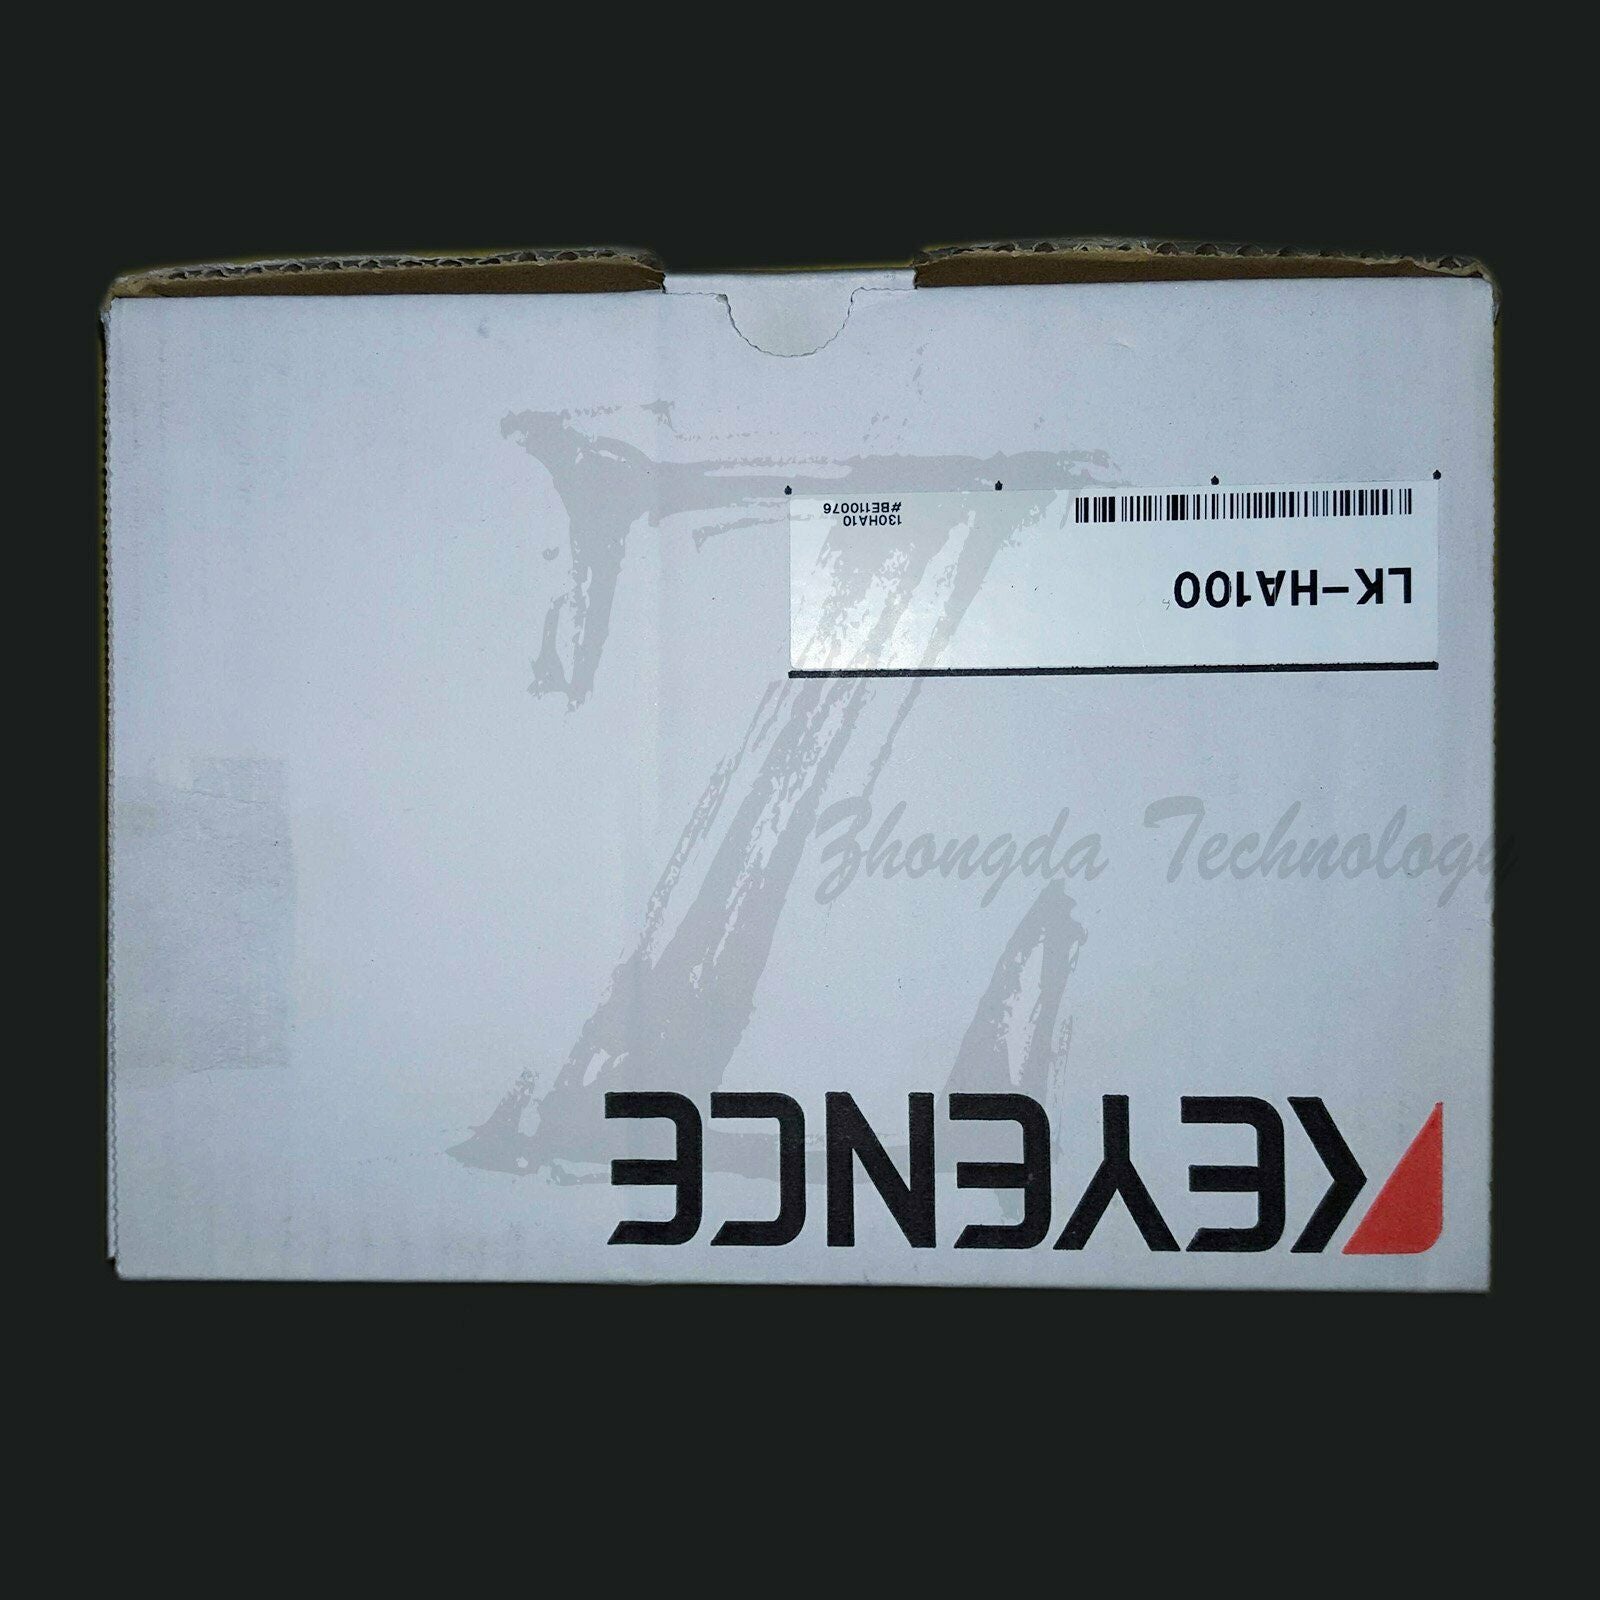 KEYENCE
LK-HA100
130HA10
#BE110076
Zhongda Technology